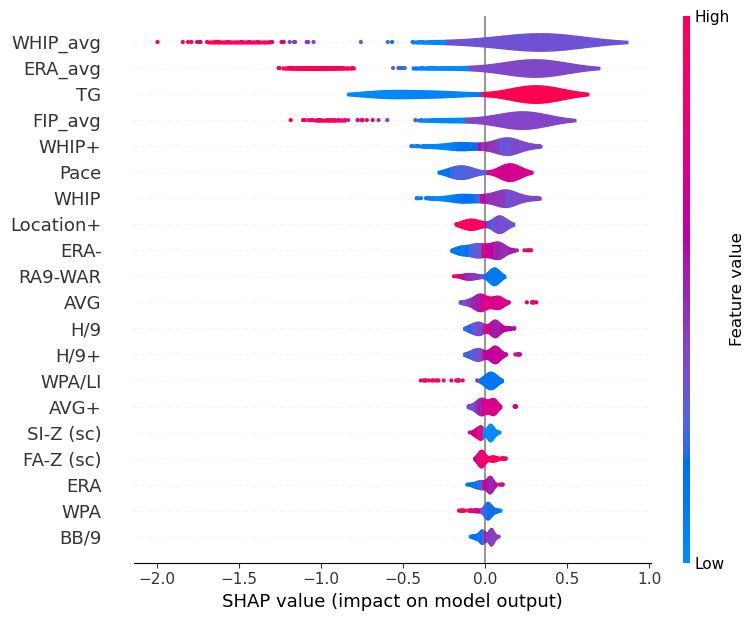 High
WHIP_avg
ERA_avg
TG
FIP_avg
WHIP+
Pace
WHIP
Location+
ERA-
RA9-WAR
AVG
H/9
H/9+
WPA/LI
AVG+
SI-Z (sc)
FA-Z (sc)
ERA
WPA
BB/9
Feature value
Low
−2.0 −1.5 −1.0 −0.5 0.0 0.5 1.0
SHAP value (impact on model output)